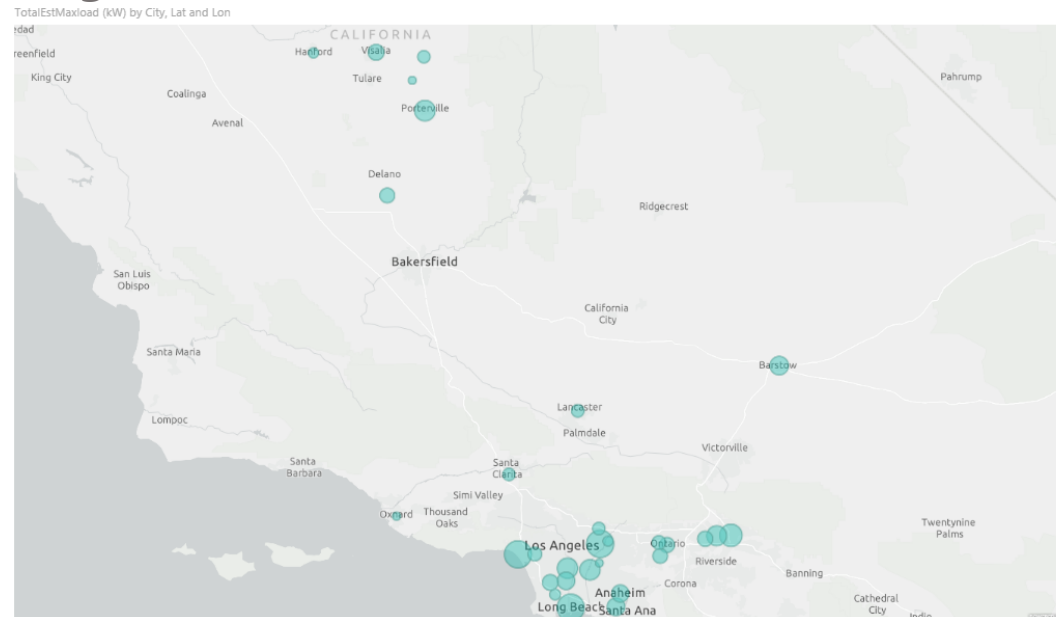 TotalEstMaxload (kW) by City, Lat and Lon
edad
CALIFORNIA
reenfield
Hanford
Visalia
King City
Tulare
Pahrump
Coalinga
Porterville
Avenal
Delano
Ridgecrest
Bakersfield
San Luis
Obispo
California
City
Santa Maria
Barstow
Lancaster
Lompoc
Palmdale
Victorville
Santa
Barbara
Santa
Clarita
Simi Valley
Oxnard
Thousand
Oaks
Twentynine
Palms
Los Angeles
Ontario
Riverside
Banning
Corona
Anaheim
Cathedral
City
Long Beach
Santa Ana
Indio